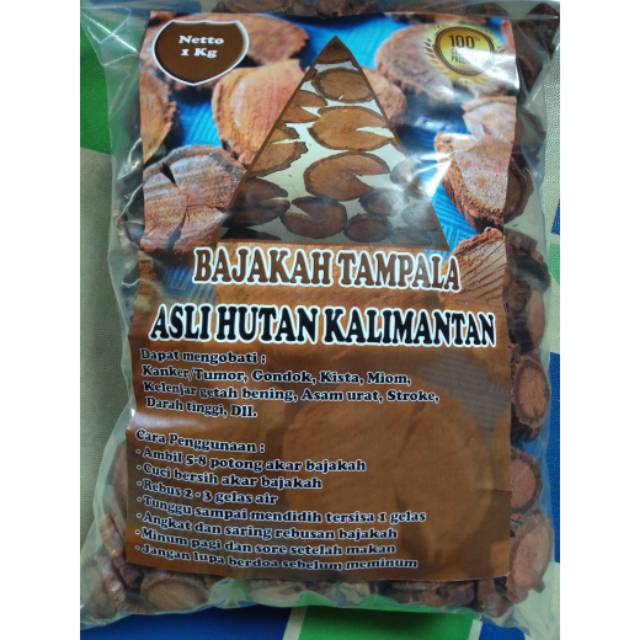 Netto
1 Kg
100%
BAJAKAH TAMPALA
ASLI HUTAN KALIMANTAN
Dapat mengobati :
Kanker/Tumor, Gondok, Kista, Miom,
Kelenjar getah bening, Asam urat, Stroke,
Darah tinggi, Dll.
Cara Penggunaan :
· Ambil 5-8 potong akar bajakah
· Cuci bersih akar bajakah
· Rebus 2 - 3 gelas air
· Tunggu sampai mendidih tersisa 1 gelas
· Angkat dan saring rebusan bajakah
· Minum pagi dan sore setelah makan
· Jangan lupa berdoa sebelum meminum